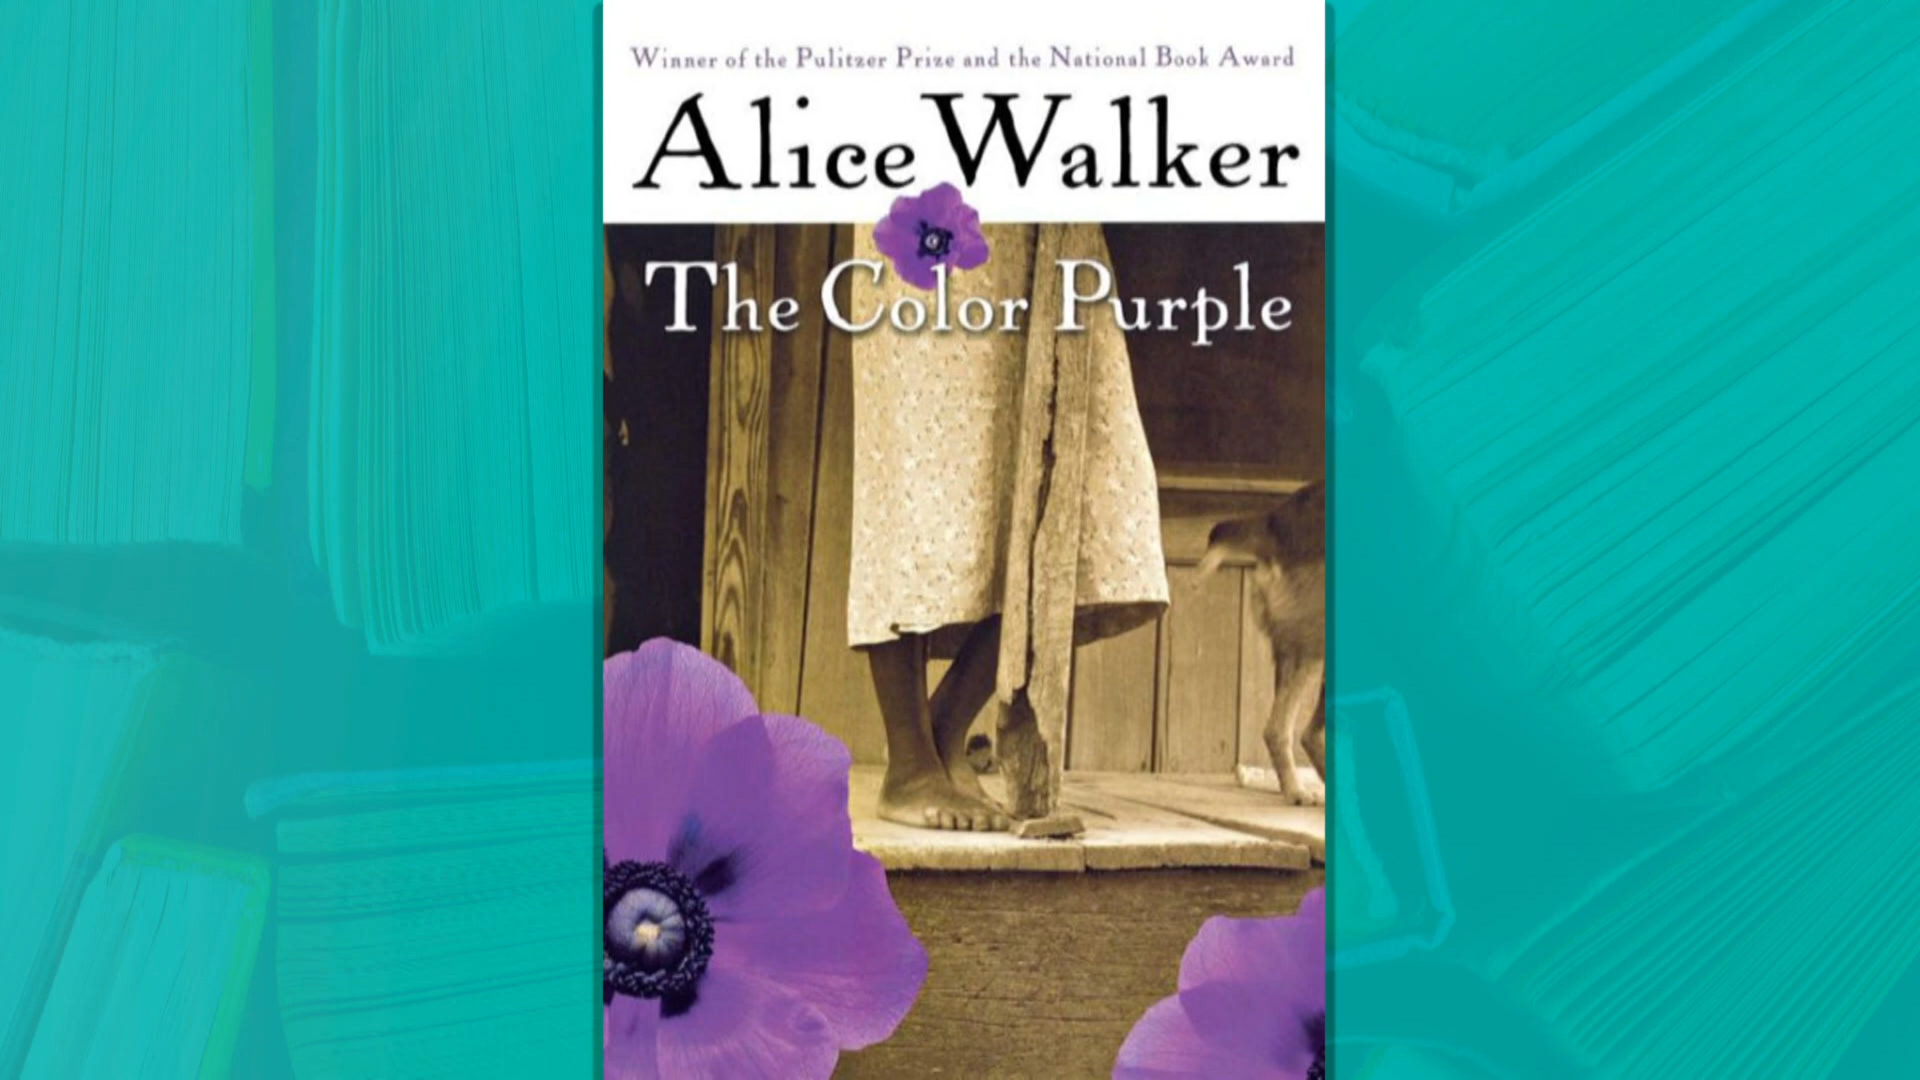 Winner of the Pulitzer Prize and the National Book Award
Alice Walker
The Color Purple